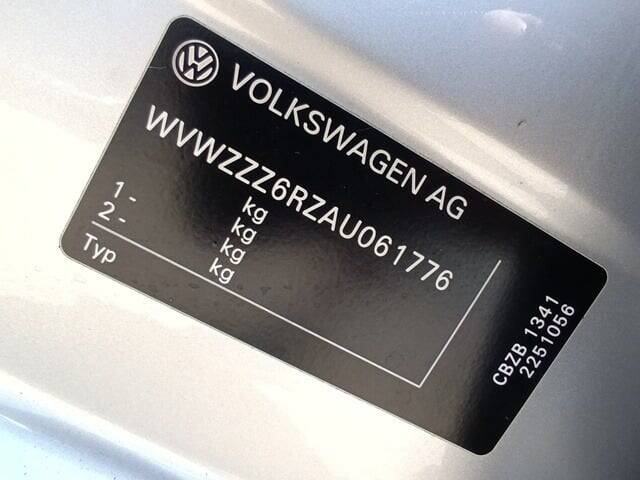 VOLKSWAGEN AG
WVWZZZ6RZAU061776
kg
1- kg
2- kg
Typ kg
CBZB 1341
2251056